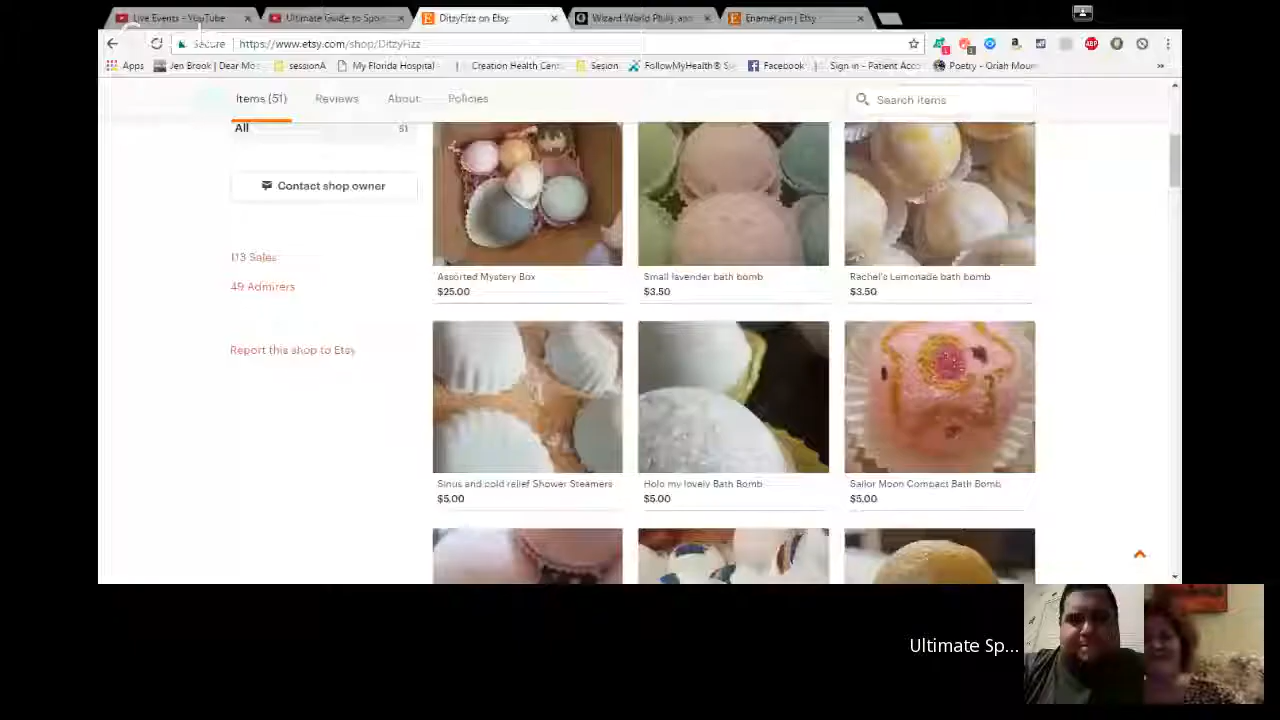 Live Events - YouTube
Ultimate Guide to Spoi
DitzyFizz on Etsy
Wizard World Philly app
Enamel pin | Etsy
Secure
https://www.etsy.com/shop/DitzyFizz
Apps
Jen Brook | Dear Mo
sessionA
My Florida Hospital -
Creation Health Cent
Sesion
FollowMyHealth® S
Facebook
Sign in - Patient Acc
Poetry - Oriah Moun
Items (51)
Reviews
About
Policies
Search items
All
51
Contact shop owner
113 Sales
49 Admirers
Report this shop to Etsy
Assorted Mystery Box
$25.00
Small lavender bath bomb
$3.50
Rachel's Lemonade bath bomb
$3.50
Sinus and cold relief Shower Steamers
$5.00
Holo my lovely Bath Bomb
$5.00
Sailor Moon Compact Bath Bomb
$5.00
Ultimate Sp...